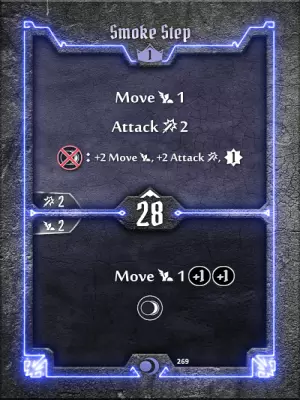 Smoke Step
1
Move 1
Attack 2
: +2 Move, +2 Attack, 1
2
28
2
Move 1 +1 +1
269